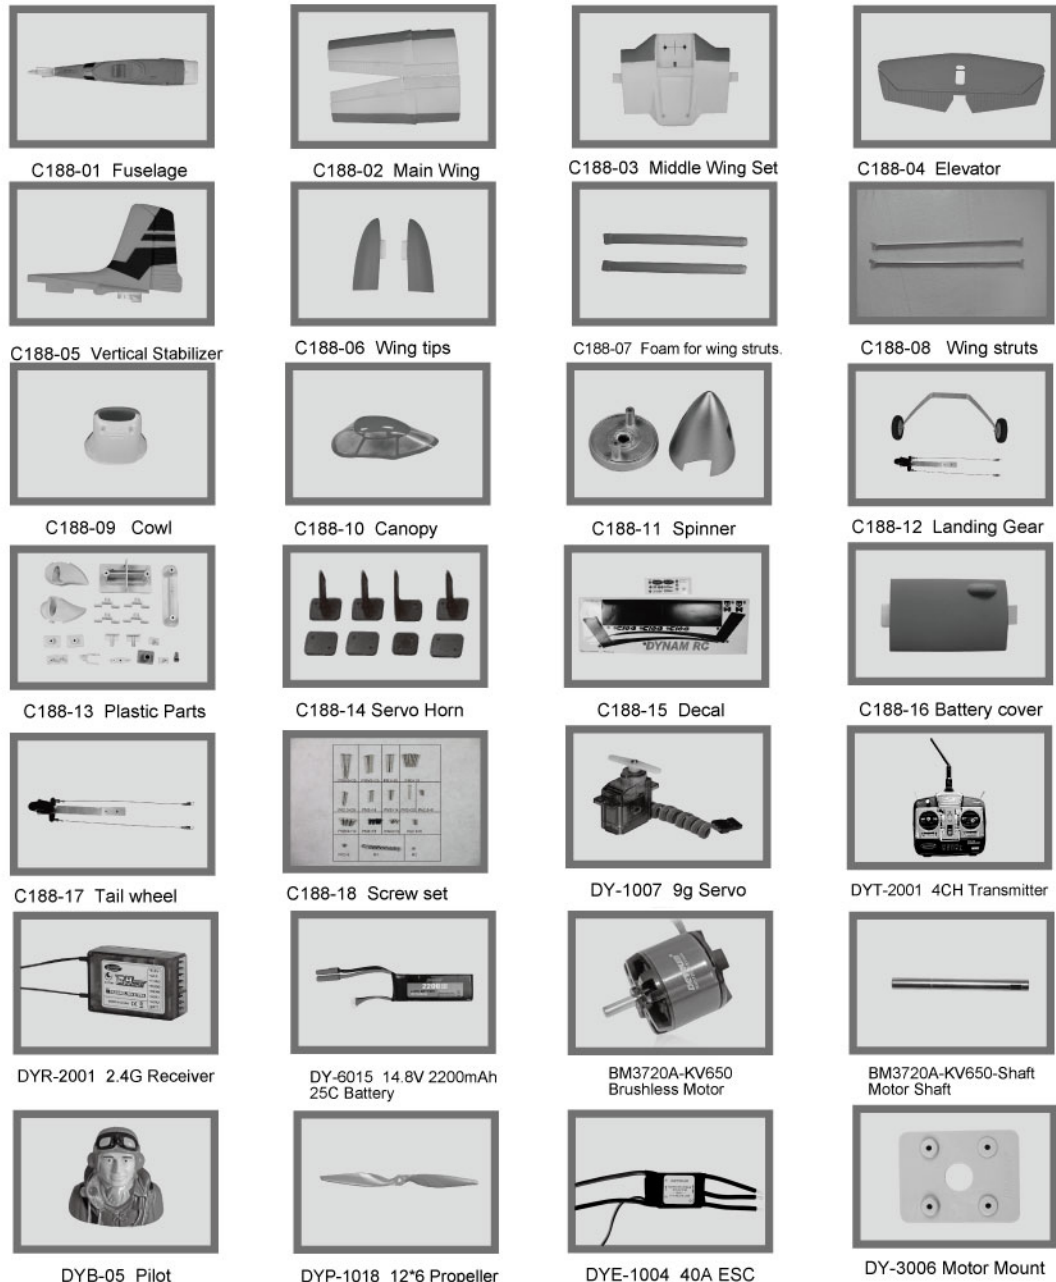 C188-01 Fuselage
C188-02 Main Wing
C188-03 Middle Wing Set
C188-04 Elevator
C188-05 Vertical Stabilizer
C188-06 Wing tips
C188-07 Foam for wing struts.
C188-08 Wing struts
C188-09 Cowl
C188-10 Canopy
C188-11 Spinner
C188-12 Landing Gear
DYNAM RC
C188-13 Plastic Parts
C188-14 Servo Horn
C188-15 Decal
C188-16 Battery cover
C188-17 Tail wheel
C188-18 Screw set
DY-1007 9g Servo
DYT-2001 4CH Transmitter
2200
DYR-2001 2.4G Receiver
DY-6015 14.8V 2200mAh
25C Battery
BM3720A-KV650
Brushless Motor
BM3720A-KV650-Shaft
Motor Shaft
DYB-05 Pilot
DYP-1018 12*6 Propeller
DYE-1004 40A ESC
DY-3006 Motor Mount